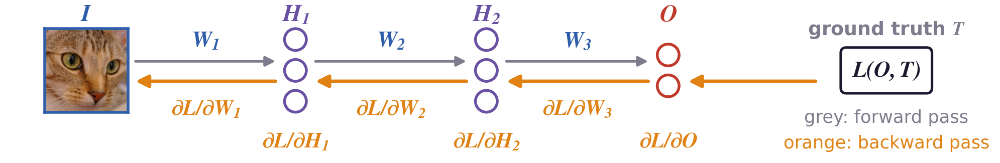 I H₁ H₂ O
ground truth T
W₁ W₂ W₃
L(O, T)
∂L/∂W₁ ∂L/∂W₂ ∂L/∂W₃
grey: forward pass
∂L/∂H₁ ∂L/∂H₂ ∂L/∂O
orange: backward pass